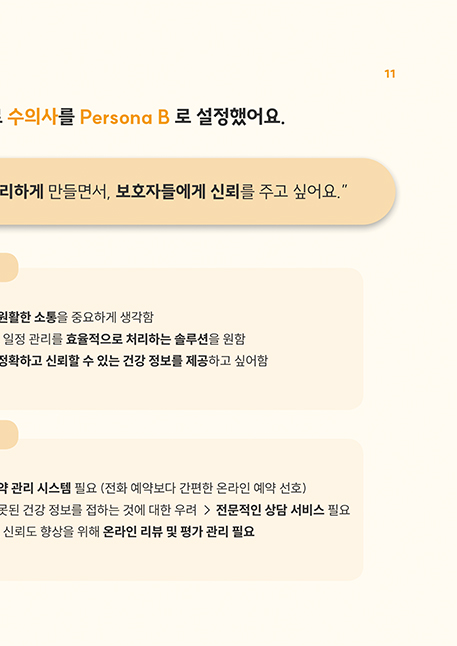 11
수의사를 Persona B 로 설정했어요.
리하게 만들면서, 보호자들에게 신뢰를 주고 싶어요.“
원활한 소통을 중요하게 생각함
일정 관리를 효율적으로 처리하는 솔루션을 원함
정확하고 신뢰할 수 있는 건강 정보를 제공하고 싶어함
약 관리 시스템 필요 (전화 예약보다 간편한 온라인 예약 선호)
못된 건강 정보를 접하는 것에 대한 우려 > 전문적인 상담 서비스 필요
신뢰도 향상을 위해 온라인 리뷰 및 평가 관리 필요